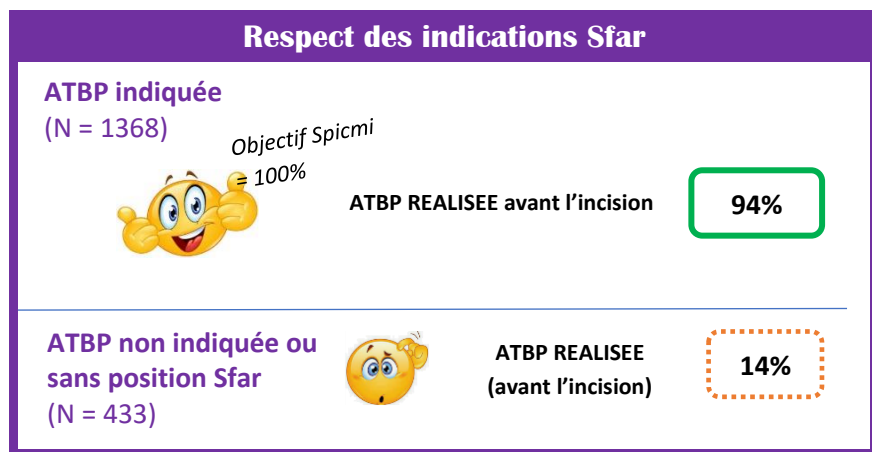 Respect des indications Sfar
ATBP indiquée
(N = 1368)
Objectif Spicmi
= 100%
ATBP REALISEE avant l’incision
94%
ATBP non indiquée ou
sans position Sfar
(N = 433)
ATBP REALISEE
(avant l’incision)
14%